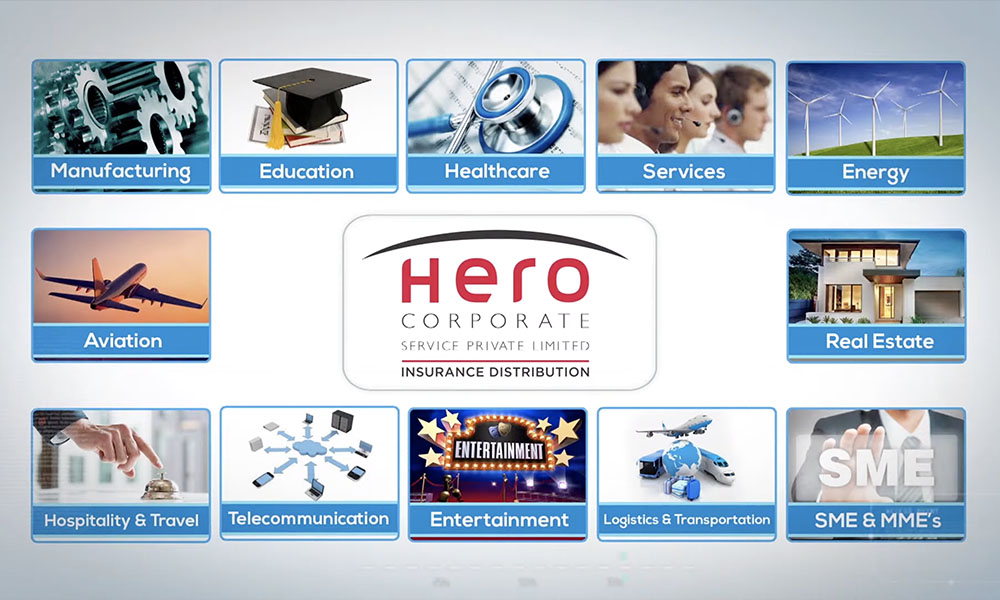 Manufacturing
Education
Healthcare
Services
Energy
Aviation
Hero
CORPORATE
SERVICE PRIVATE LIMITED
INSURANCE DISTRIBUTION
Real Estate
Hospitality & Travel
Telecommunication
ENTERTAINMENT
Entertainment
Logistics & Transportation
SME
SME & MME's